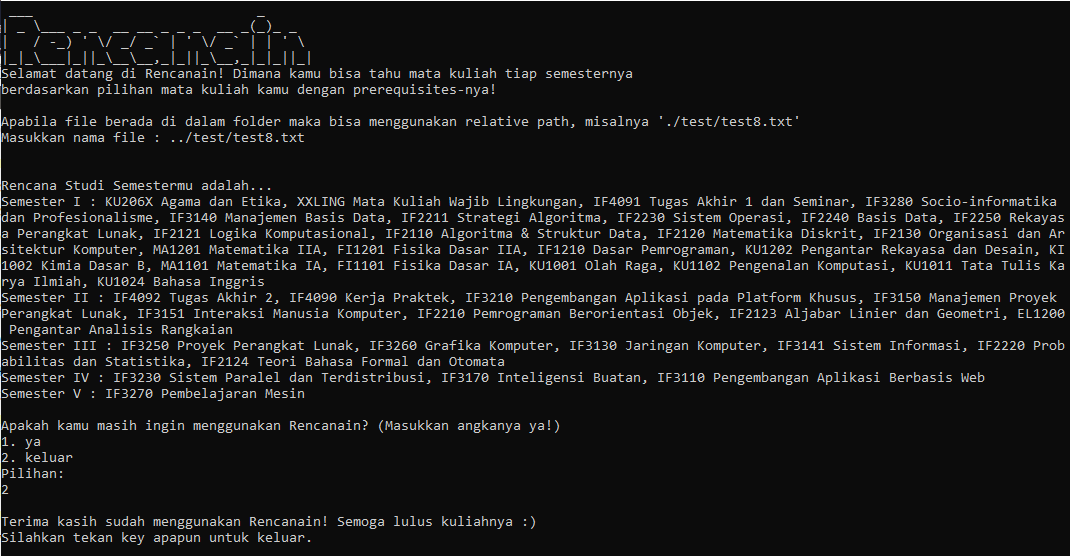 Rencanain
Selamat datang di Rencanain! Dimana kamu bisa tahu mata kuliah tiap semesternya
berdasarkan pilihan mata kuliah kamu dengan prerequisites-nya!
Apabila file berada di dalam folder maka bisa menggunakan relative path, misalnya './test/test8.txt'
Masukkan nama file : ../test/test8.txt
Rencana Studi Semestermu adalah...
Semester I : KU206X Agama dan Etika, XXLING Mata Kuliah Wajib Lingkungan, IF4091 Tugas Akhir 1 dan Seminar, IF3280 Socio-informatika
dan Profesionalisme, IF3140 Manajemen Basis Data, IF2211 Strategi Algoritma, IF2230 Sistem Operasi, IF2240 Basis Data, IF2250 Rekayas
a Perangkat Lunak, IF2121 Logika Komputasional, IF2110 Algoritma & Struktur Data, IF2120 Matematika Diskrit, IF2130 Organisasi dan Ar
sitektur Komputer, MA1201 Matematika IIA, FI1201 Fisika Dasar IIA, IF1210 Dasar Pemrograman, KU1202 Pengantar Rekayasa dan Desain, KI
1002 Kimia Dasar B, MA1101 Matematika IA, FI1101 Fisika Dasar IA, KU1001 Olah Raga, KU1102 Pengenalan Komputasi, KU1011 Tata Tulis Ka
rya Ilmiah, KU1024 Bahasa Inggris
Semester II : IF4092 Tugas Akhir 2, IF4090 Kerja Praktek, IF3210 Pengembangan Aplikasi pada Platform Khusus, IF3150 Manajemen Proyek
Perangkat Lunak, IF3151 Interaksi Manusia Komputer, IF2210 Pemrograman Berorientasi Objek, IF2123 Aljabar Linier dan Geometri, EL1200
Pengantar Analisis Rangkaian
Semester III : IF3250 Proyek Perangkat Lunak, IF3260 Grafika Komputer, IF3130 Jaringan Komputer, IF3141 Sistem Informasi, IF2220 Prob
abilitas dan Statistika, IF2124 Teori Bahasa Formal dan Otomata
Semester IV : IF3230 Sistem Paralel dan Terdistribusi, IF3170 Inteligensi Buatan, IF3110 Pengembangan Aplikasi Berbasis Web
Semester V : IF3270 Pembelajaran Mesin
Apakah kamu masih ingin menggunakan Rencanain? (Masukkan angkanya ya!)
1. ya
2. keluar
Pilihan:
2
Terima kasih sudah menggunakan Rencanain! Semoga lulus kuliahnya :)
Silahkan tekan key apapun untuk keluar.